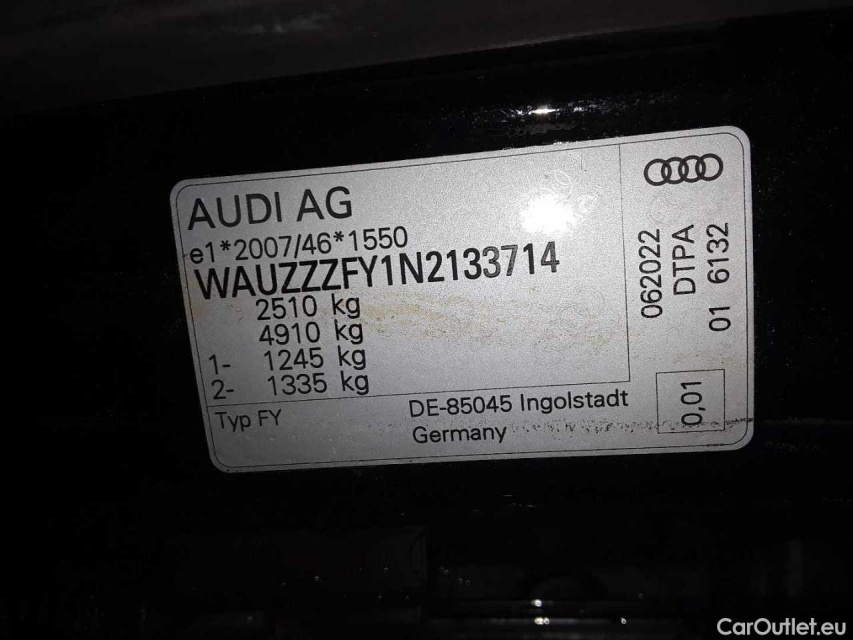 AUDI AG
e1*2007/46*1550
WAUZZZFY1N2133714
2510 kg
4910 kg
1- 1245 kg
2- 1335 kg
Typ FY
DE-85045 Ingolstadt
Germany
062022
DTPA
01 6132
0,01
CarOutlet.eu